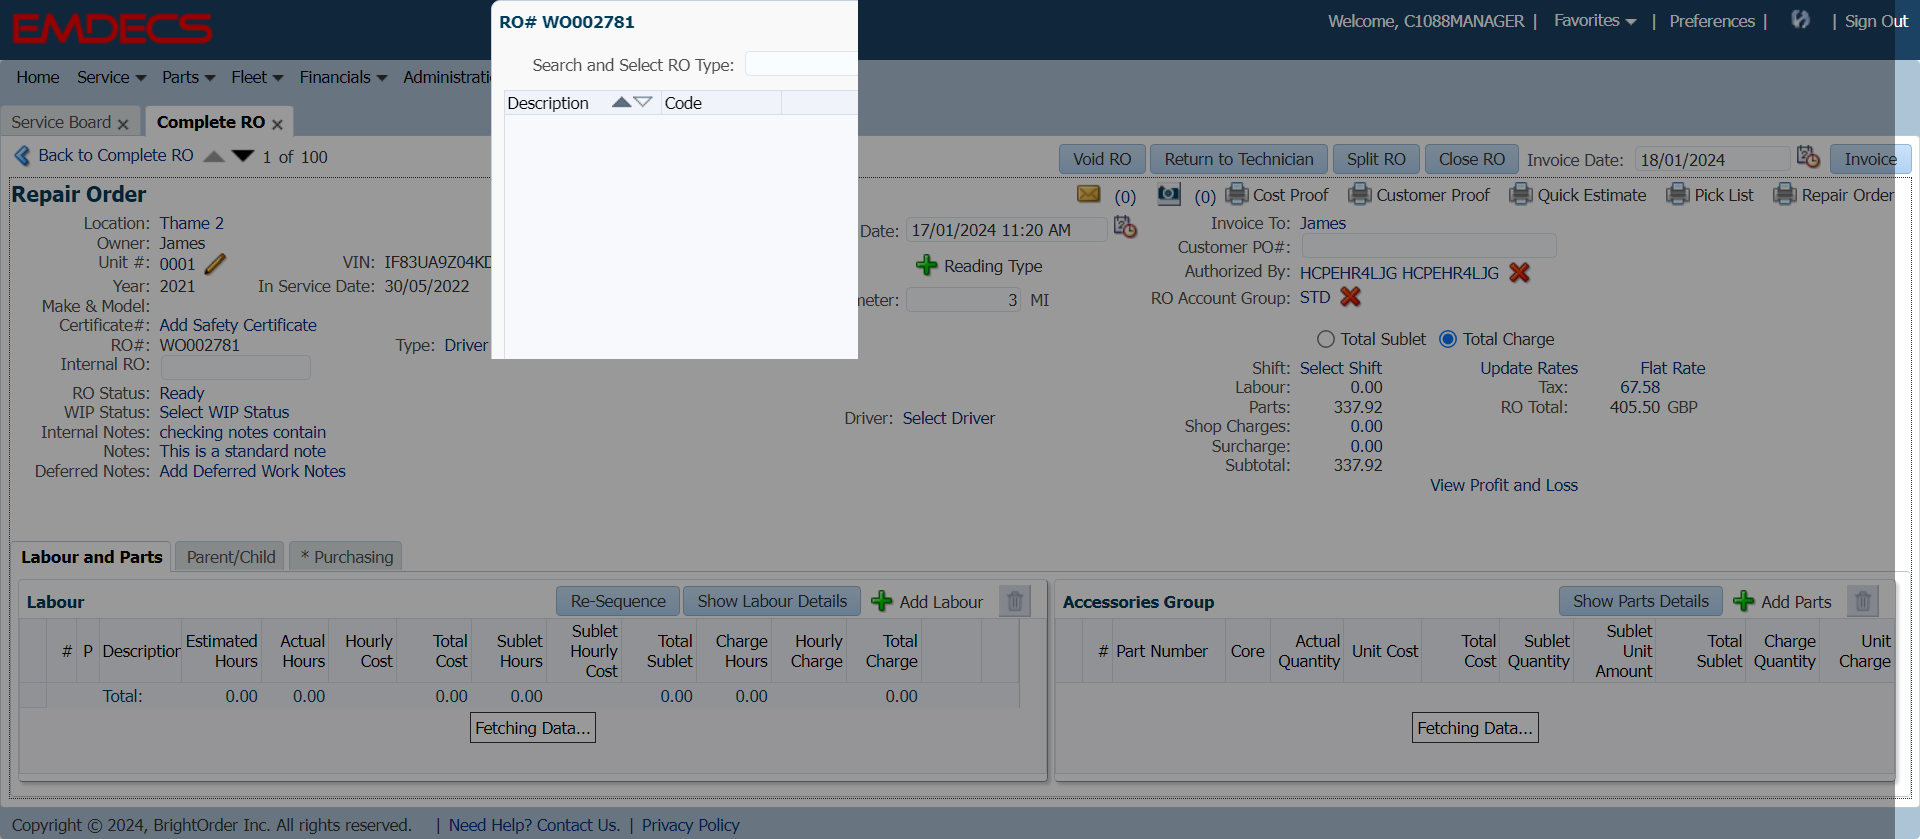 EMDECS
Welcome, C1088MANAGER | Favorites | Preferences | | Sign Out
Home Service Parts Fleet Financials
Service Board Complete RO
Back to Complete RO 1 of 100
Void RO Return to Technician Split RO Close RO Invoice Date: 18/01/2024 Invoice
RO# WO002781
Search and Select RO Type:
Description Code
Repair Order
(0) (0) Cost Proof Customer Proof Quick Estimate Pick List Repair Order
Location: Thame 2
Owner: James
Unit #: 0001 VIN: IF83UA9Z04KD
Year: 2021 In Service Date: 30/05/2022
Make & Model:
Certificate#: Add Safety Certificate
RO#: WO002781 Type: Driver
Internal RO:
RO Status: Ready
WIP Status: Select WIP Status
Internal Notes: checking notes contain
Notes: This is a standard note
Deferred Notes: Add Deferred Work Notes
Date: 17/01/2024 11:20 AM
Reading Type
meter: 3 MI
Driver: Select Driver
Invoice To: James
Customer PO#:
Authorized By: HCPEHR4LJG HCPEHR4LJG
RO Account Group: STD
Total Sublet Total Charge
Shift: Select Shift Update Rates Flat Rate
Labour: 0.00 Tax: 67.58
Parts: 337.92 RO Total: 405.50 GBP
Shop Charges: 0.00
Surcharge: 0.00
Subtotal: 337.92
View Profit and Loss
Labour and Parts Parent/Child * Purchasing
Labour Re-Sequence Show Labour Details Add Labour
# P Description Estimated Hours Actual Hours Hourly Cost Total Cost Sublet Hours Sublet Hourly Cost Total Sublet Charge Hours Hourly Charge Total Charge
Total: 0.00 0.00 0.00 0.00 0.00 0.00 0.00
Fetching Data...
Accessories Group Show Parts Details Add Parts
# Part Number Core Actual Quantity Unit Cost Total Cost Sublet Quantity Sublet Unit Amount Total Sublet Charge Quantity Unit Charge
Fetching Data...
Copyright © 2024, BrightOrder Inc. All rights reserved. | Need Help? Contact Us. | Privacy Policy